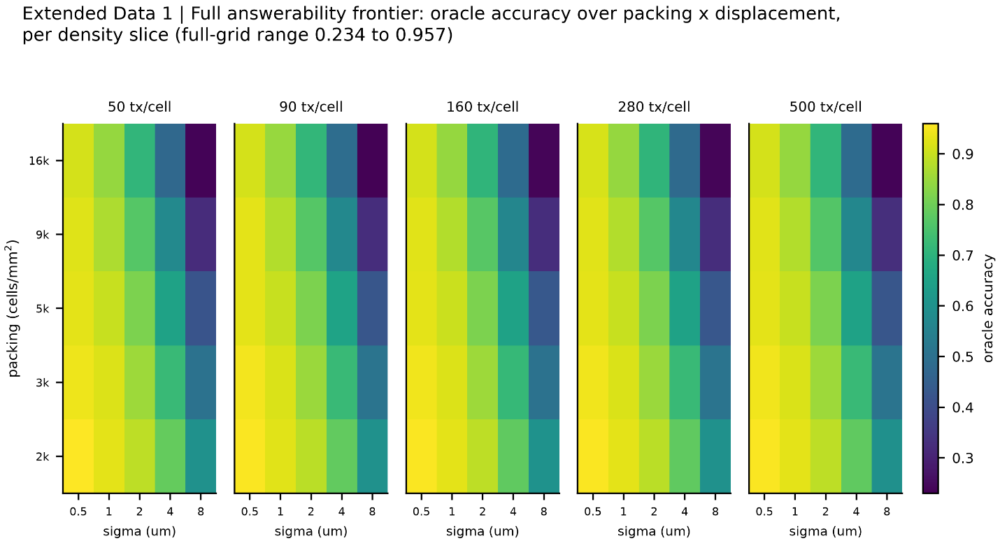 Extended Data 1 | Full answerability frontier: oracle accuracy over packing x displacement,
per density slice (full-grid range 0.234 to 0.957)
50 tx/cell
90 tx/cell
160 tx/cell
280 tx/cell
500 tx/cell
packing (cells/mm²)
16k
9k
5k
3k
2k
0.5 1 2 4 8
0.5 1 2 4 8
0.5 1 2 4 8
0.5 1 2 4 8
0.5 1 2 4 8
sigma (um)
sigma (um)
sigma (um)
sigma (um)
sigma (um)
0.9
0.8
0.7
0.6
0.5
0.4
0.3
oracle accuracy